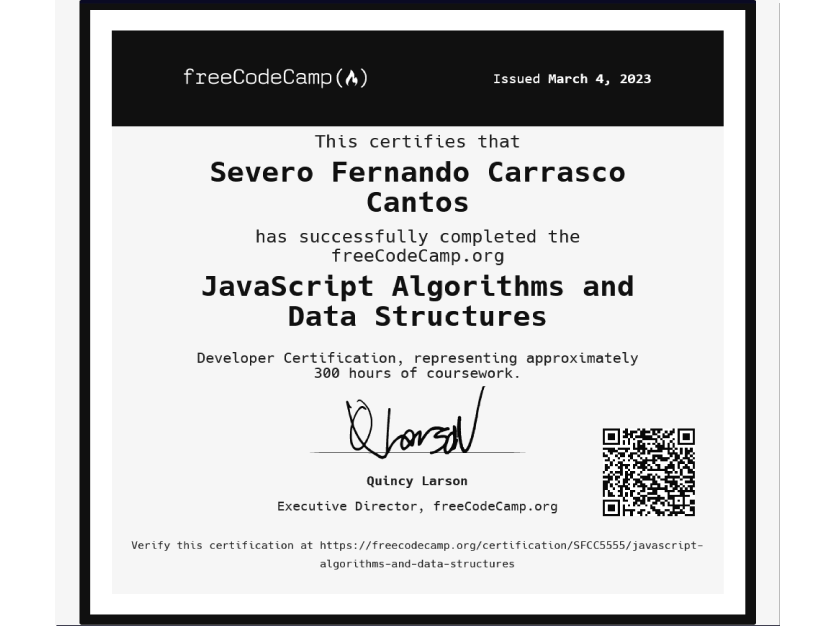 freeCodeCamp
Issued March 4, 2023
This certifies that
Severo Fernando Carrasco
Cantos
has successfully completed the
freeCodeCamp.org
JavaScript Algorithms and
Data Structures
Developer Certification, representing approximately
300 hours of coursework.
Quincy Larson
Executive Director, freeCodeCamp.org
Verify this certification at https://freecodecamp.org/certification/SFCC5555/javascript-
algorithms-and-data-structures